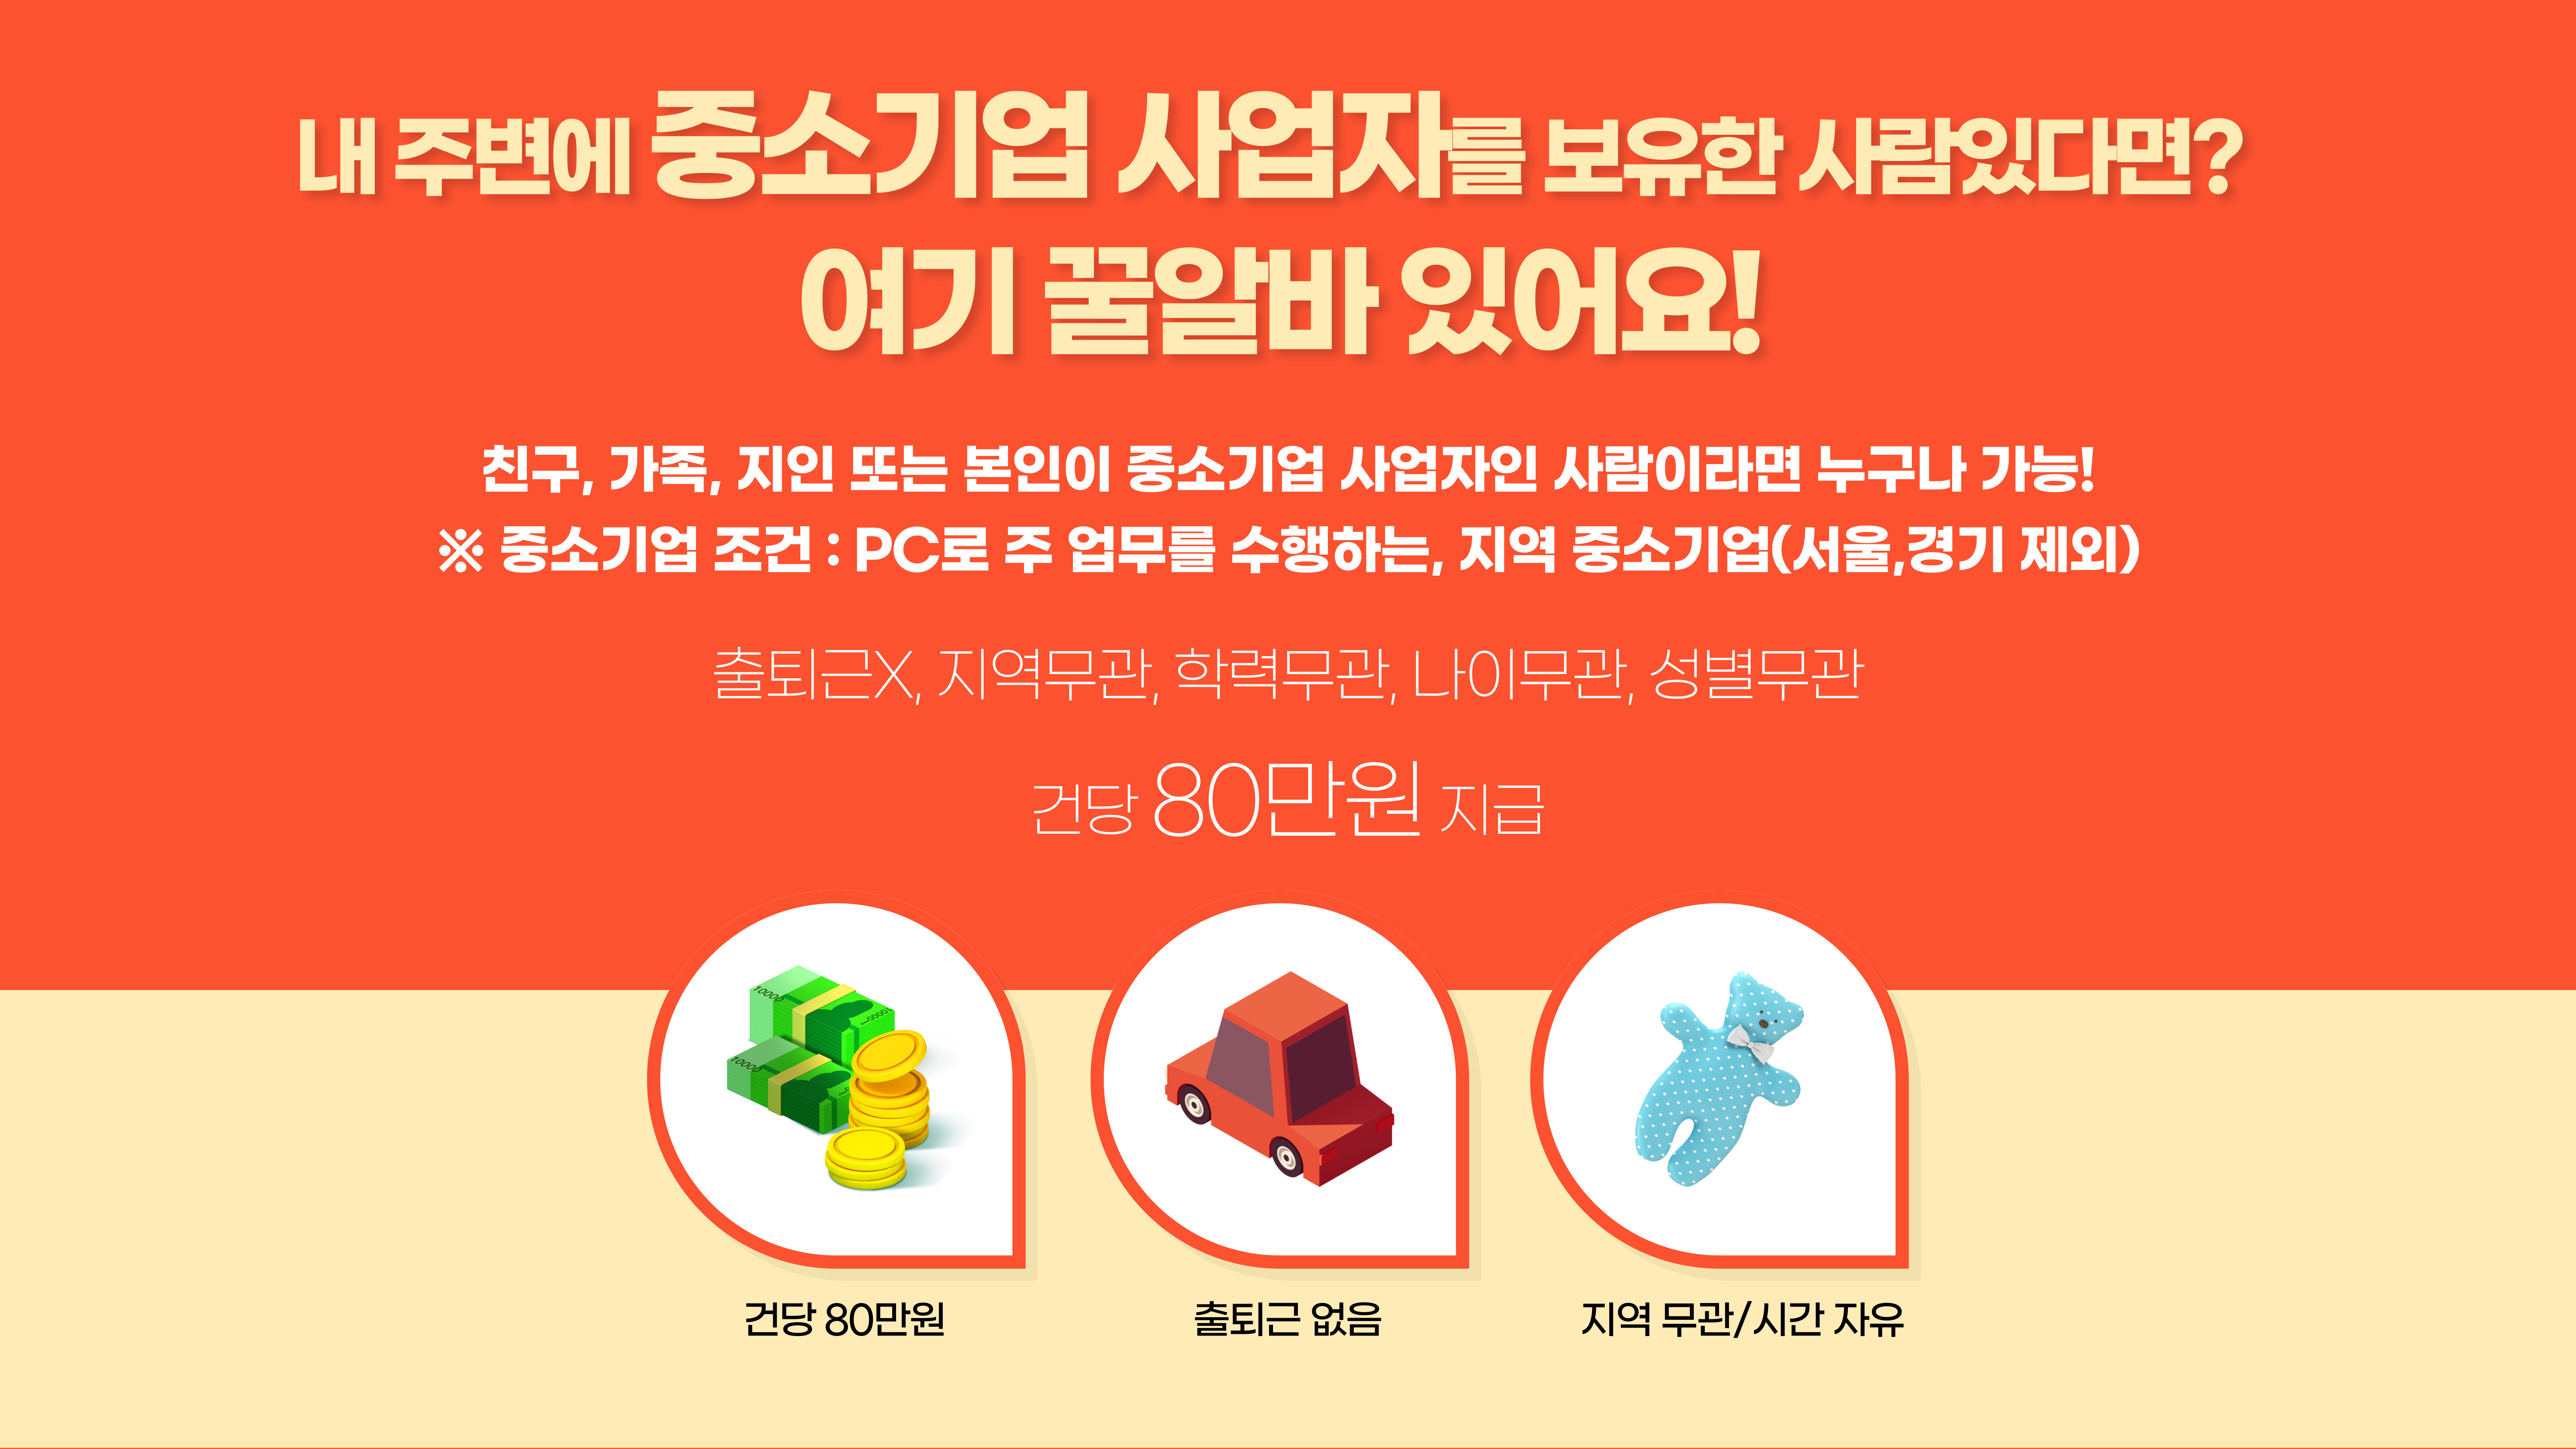 내 주변에 중소기업 사업자를 보유한 사람있다면?
여기 꿀알바 있어요!
친구, 가족, 지인 또는 본인이 중소기업 사업자인 사람이라면 누구나 가능!
※ 중소기업 조건 : PC로 주 업무를 수행하는, 지역 중소기업(서울,경기 제외)
출퇴근X, 지역무관, 학력무관, 나이무관, 성별무관
건당 80만원 지급
10000
10000
10000
건당 80만원
출퇴근 없음
지역 무관/시간 자유